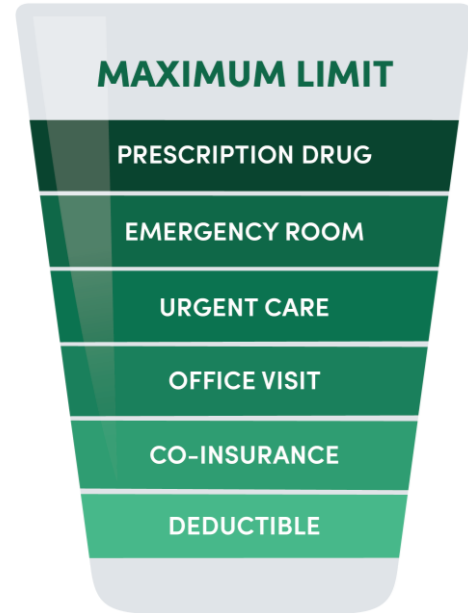 MAXIMUM LIMIT
PRESCRIPTION DRUG
EMERGENCY ROOM
URGENT CARE
OFFICE VISIT
CO-INSURANCE
DEDUCTIBLE